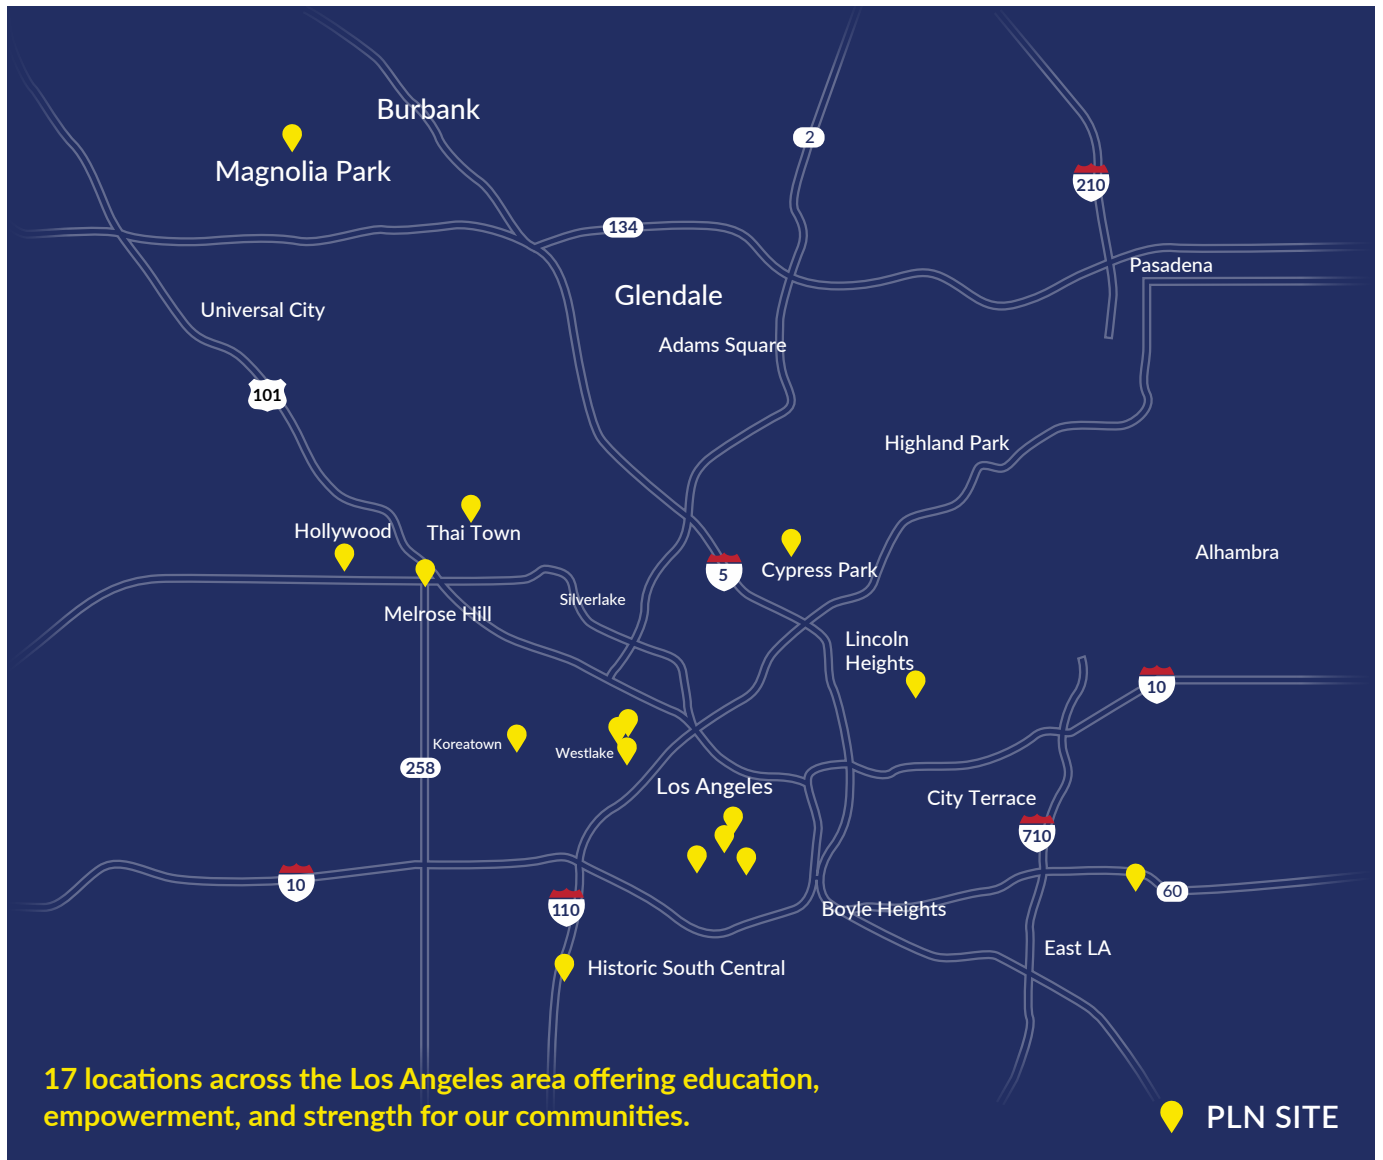 Burbank
Magnolia Park
2
210
134
Pasadena
Glendale
Universal City
Adams Square
101
Highland Park
Hollywood
Thai Town
Alhambra
5
Cypress Park
Silverlake
Melrose Hill
Lincoln
Heights
10
Koreatown
Westlake
258
Los Angeles
City Terrace
710
10
60
110
Boyle Heights
East LA
Historic South Central
17 locations across the Los Angeles area offering education,
empowerment, and strength for our communities.
PLN SITE